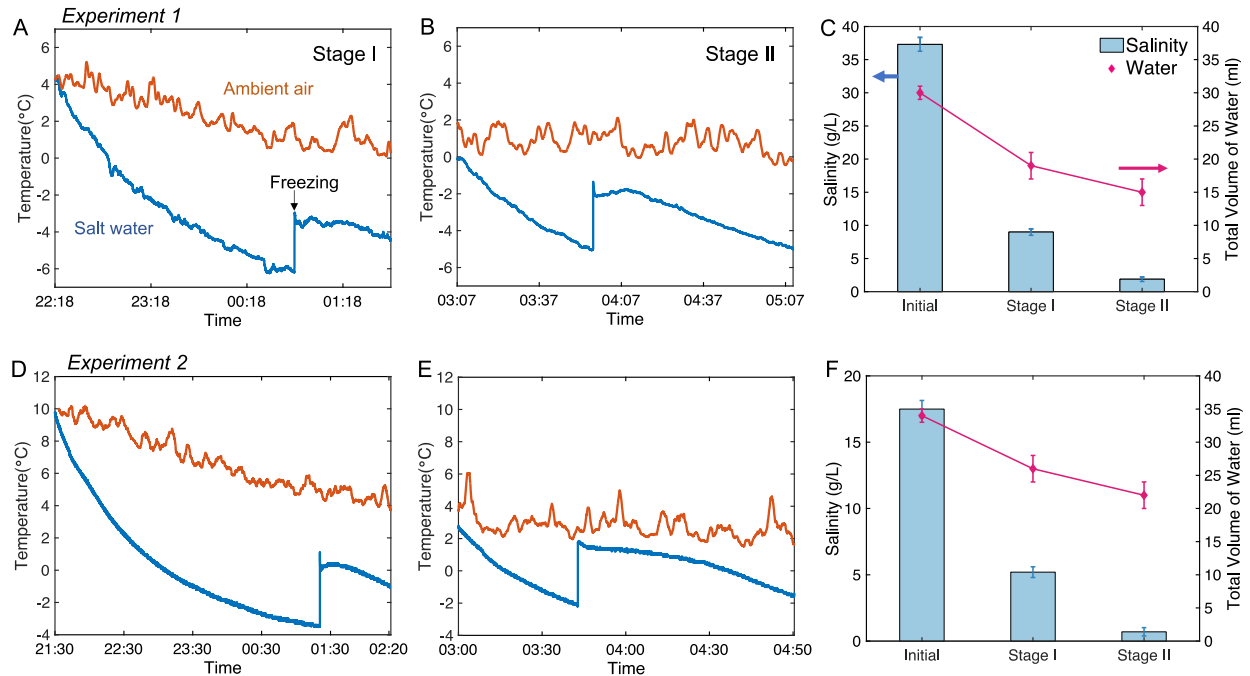 Experiment 1
A
Stage I
Ambient air
Freezing
Salt water
Temperature(°C)
6
4
2
0
-2
-4
-6
22:18
23:18
00:18
01:18
Time
B
Stage II
6
4
2
0
-2
-4
-6
Temperature(°C)
03:07
03:37
04:07
04:37
05:07
Time
C
Salinity
Water
Salinity (g/L)
40
35
30
25
20
15
10
5
0
Initial
Stage I
Stage II
40
35
30
25
20
15
10
5
0
Total Volume of Water (ml)
Experiment 2
D
Temperature(°C)
12
10
8
6
4
2
0
-2
-4
21:30
22:30
23:30
00:30
01:30
02:20
Time
E
Temperature(°C)
12
10
8
6
4
2
0
-2
-4
03:00
03:30
04:00
04:30
04:50
Time
F
Salinity (g/L)
20
15
10
5
0
Initial
Stage I
Stage II
40
35
30
25
20
15
10
5
0
Total Volume of Water (ml)